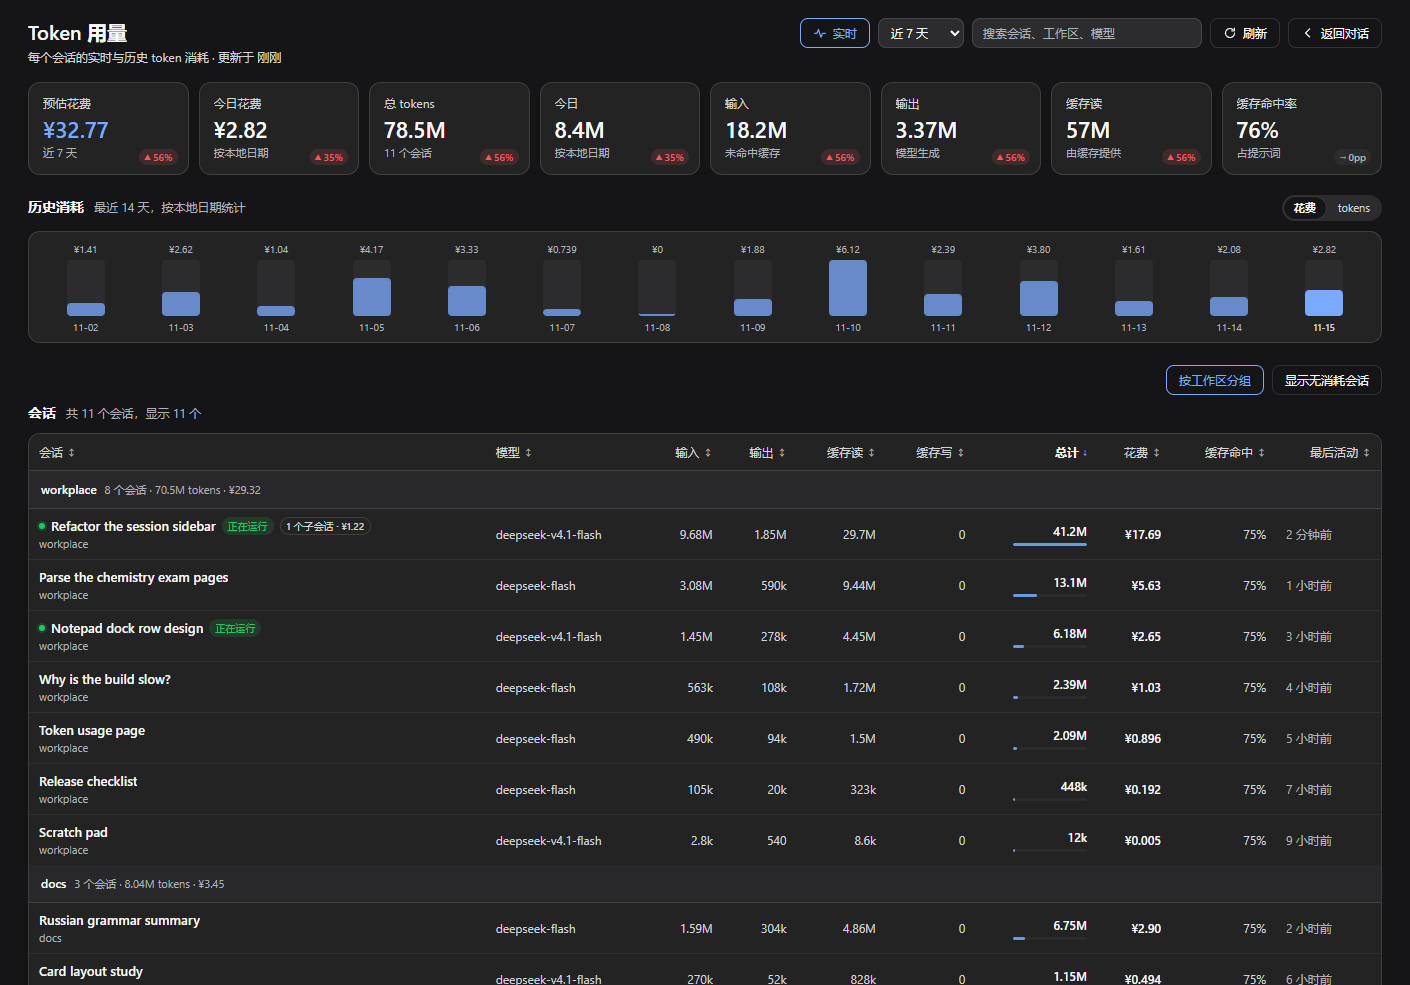 Token 用量
每个会话的实时与历史 token 消耗 · 更新于 刚刚
实时
近 7 天
搜索会话、工作区、模型
刷新
返回对话
预估花费
¥32.77
近 7 天
▲56%
今日花费
¥2.82
按本地日期
▲35%
总 tokens
78.5M
11 个会话
▲56%
今日
8.4M
按本地日期
▲35%
输入
18.2M
未命中缓存
▲56%
输出
3.37M
模型生成
▲56%
缓存读
57M
由缓存提供
▲56%
缓存命中率
76%
占提示词
→0pp
历史消耗 最近 14 天，按本地日期统计
花费 tokens
¥1.41 ¥2.62 ¥1.04 ¥4.17 ¥3.33 ¥0.739 ¥0 ¥1.88 ¥6.12 ¥2.39 ¥3.80 ¥1.61 ¥2.08 ¥2.82
11-02 11-03 11-04 11-05 11-06 11-07 11-08 11-09 11-10 11-11 11-12 11-13 11-14 11-15
按工作区分组 显示无消耗会话
会话 共 11 个会话，显示 11 个
会话 ↕ 模型 ↕ 输入 ↕ 输出 ↕ 缓存读 ↕ 缓存写 ↕ 总计 ↓ 花费 ↕ 缓存命中 ↕ 最后活动 ↕
workplace 8 个会话 · 70.5M tokens · ¥29.32
Refactor the session sidebar 正在运行 1 个子会话 · ¥1.22
workplace
deepseek-v4.1-flash 9.68M 1.85M 29.7M 0 41.2M ¥17.69 75% 2 分钟前
Parse the chemistry exam pages
workplace
deepseek-flash 3.08M 590k 9.44M 0 13.1M ¥5.63 75% 1 小时前
Notepad dock row design 正在运行
workplace
deepseek-v4.1-flash 1.45M 278k 4.45M 0 6.18M ¥2.65 75% 3 小时前
Why is the build slow?
workplace
deepseek-flash 563k 108k 1.72M 0 2.39M ¥1.03 75% 4 小时前
Token usage page
workplace
deepseek-flash 490k 94k 1.5M 0 2.09M ¥0.896 75% 5 小时前
Release checklist
workplace
deepseek-flash 105k 20k 323k 0 448k ¥0.192 75% 7 小时前
Scratch pad
workplace
deepseek-v4.1-flash 2.8k 540 8.6k 0 12k ¥0.005 75% 9 小时前
docs 3 个会话 · 8.04M tokens · ¥3.45
Russian grammar summary
docs
deepseek-flash 1.59M 304k 4.86M 0 6.75M ¥2.90 75% 2 小时前
Card layout study
deepseek-v4.1-flash 270k 52k 828k 0 1.15M ¥0.494 75% 6 小时前